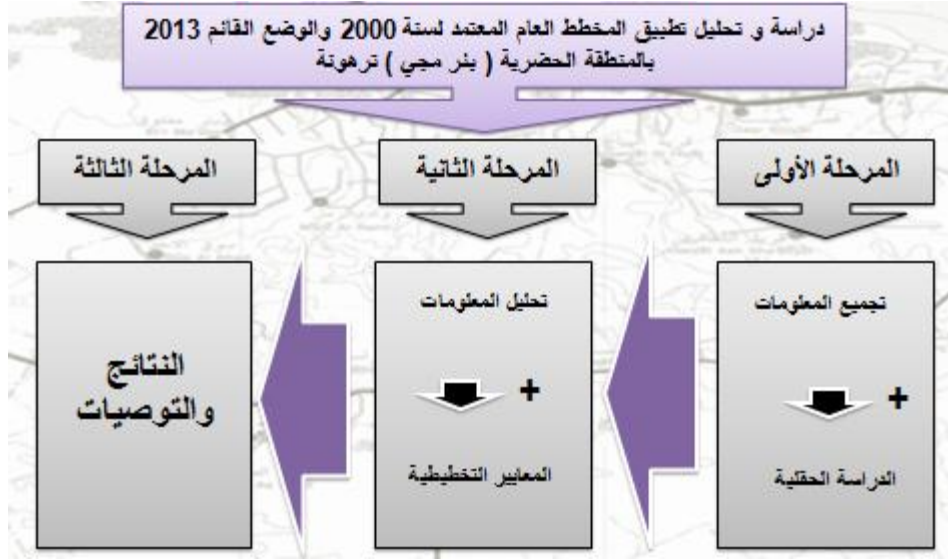 دراسة و تحليل تطبيق المخطط العام المعتمد لسنة 2000 والوضع القائم 2013
بالمنطقة الحضرية ( بئر مجي ) ترهونة
المرحلة الأولى
المرحلة الثانية
المرحلة الثالثة
تجميع المعلومات
+
الدراسة الحقلية
تحليل المعلومات
+
المعايير التخطيطية
النتائج
والتوصيات